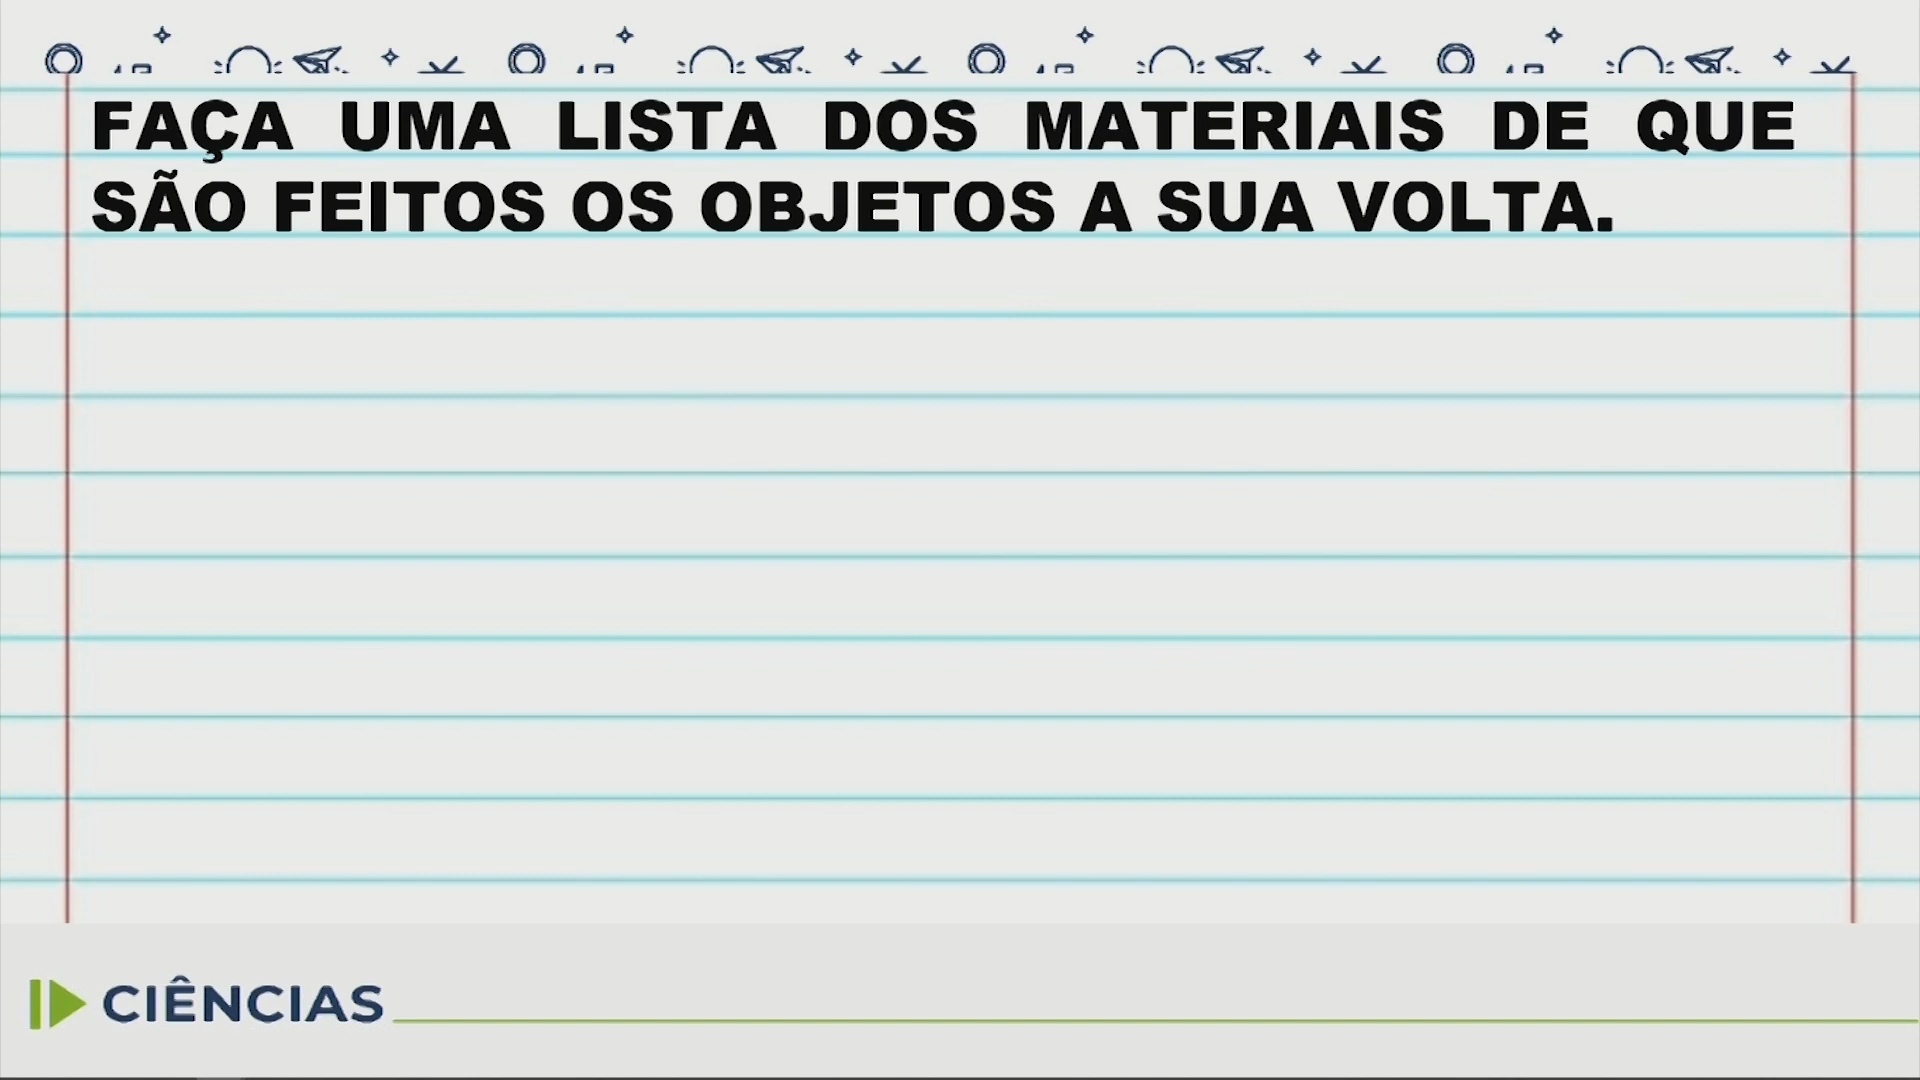 FAÇA UMA LISTA DOS MATERIAIS DE QUE
SÃO FEITOS OS OBJETOS A SUA VOLTA.
CIÊNCIAS